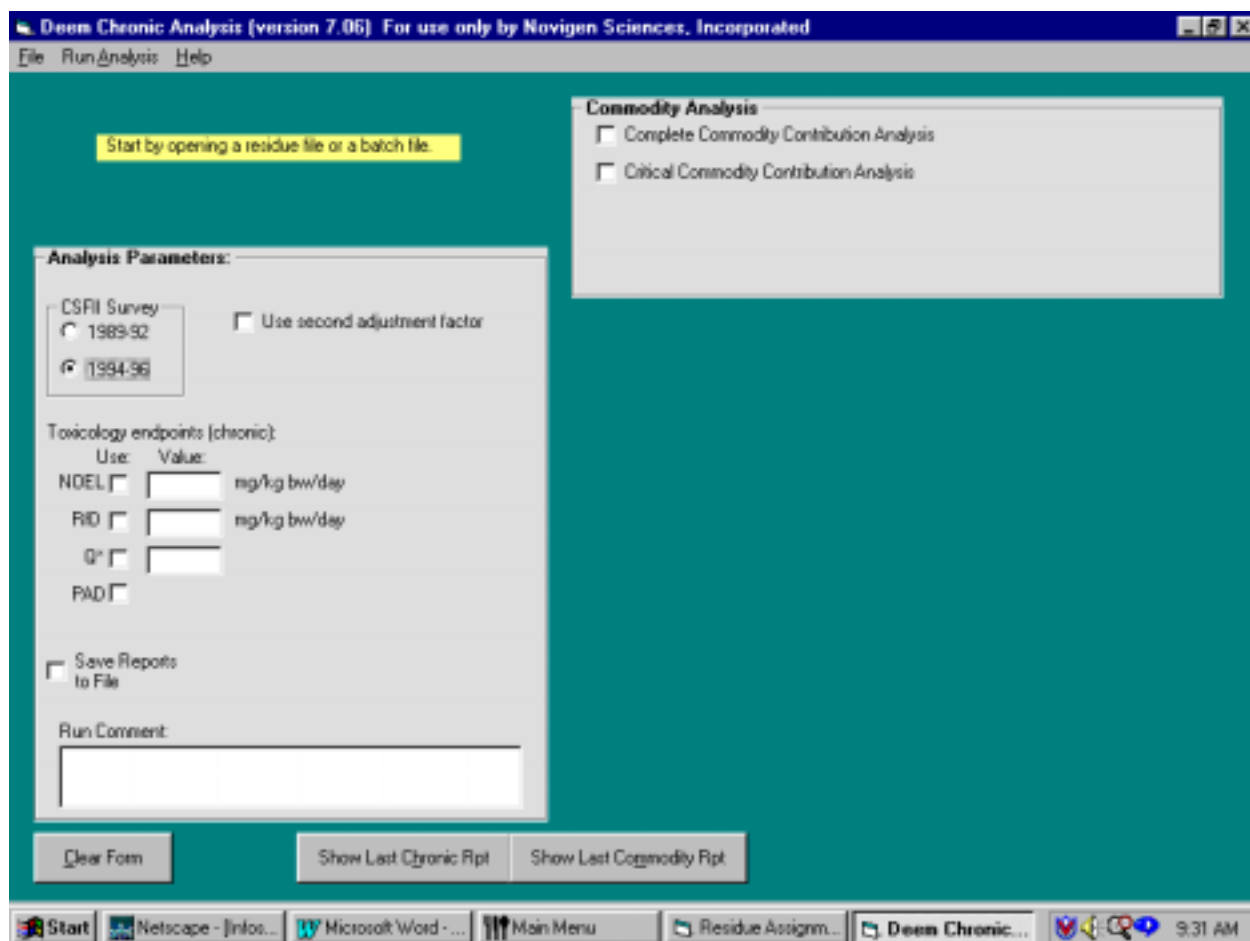 Deem Chronic Analysis (version 7.06) For use only by Novigen Sciences, Incorporated
File Run Analysis Help
Start by opening a residue file or a batch file.
Commodity Analysis
Complete Commodity Contribution Analysis
Critical Commodity Contribution Analysis
Analysis Parameters:
CSFII Survey
1989-92
Use second adjustment factor
1994-96
Toxicology endpoints (chronic):
Use: Value:
NOEL mg/kg bw/day
RfD mg/kg bw/day
Q*
PAD
Save Reports
to File
Run Comment:
Clear Form Show Last Chronic Rpt Show Last Commodity Rpt
Start Netscape - [Infos... Microsoft Word - ... Main Menu Residue Assignm... Deem Chronic... 9:31 AM